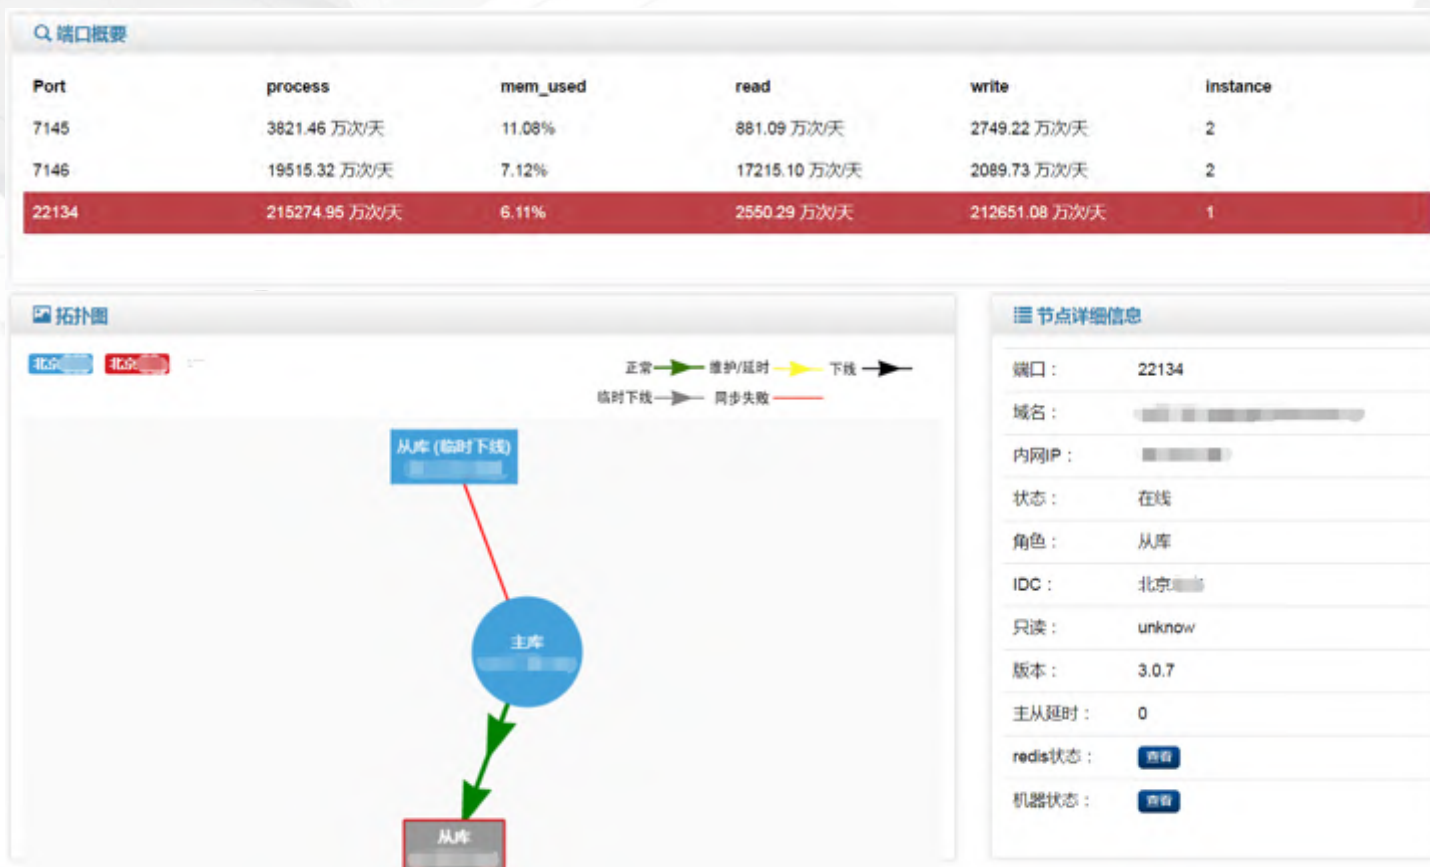 端口概要
Port process mem_used read write instance
7145 3821.46 万次/天 11.08% 881.09 万次/天 2749.22 万次/天 2
7146 19515.32 万次/天 7.12% 17215.10 万次/天 2089.73 万次/天 2
22134 215274.95 万次/天 6.11% 2550.29 万次/天 212651.08 万次/天 1
拓扑图
北京 北京
正常 维护/延时 下线
临时下线 同步失败
从库 (临时下线)
主库
从库
节点详细信息
端口： 22134
域名：
内网IP：
状态： 在线
角色： 从库
IDC： 北京
只读： unknow
版本： 3.0.7
主从延时： 0
redis状态： 查看
机器状态： 查看